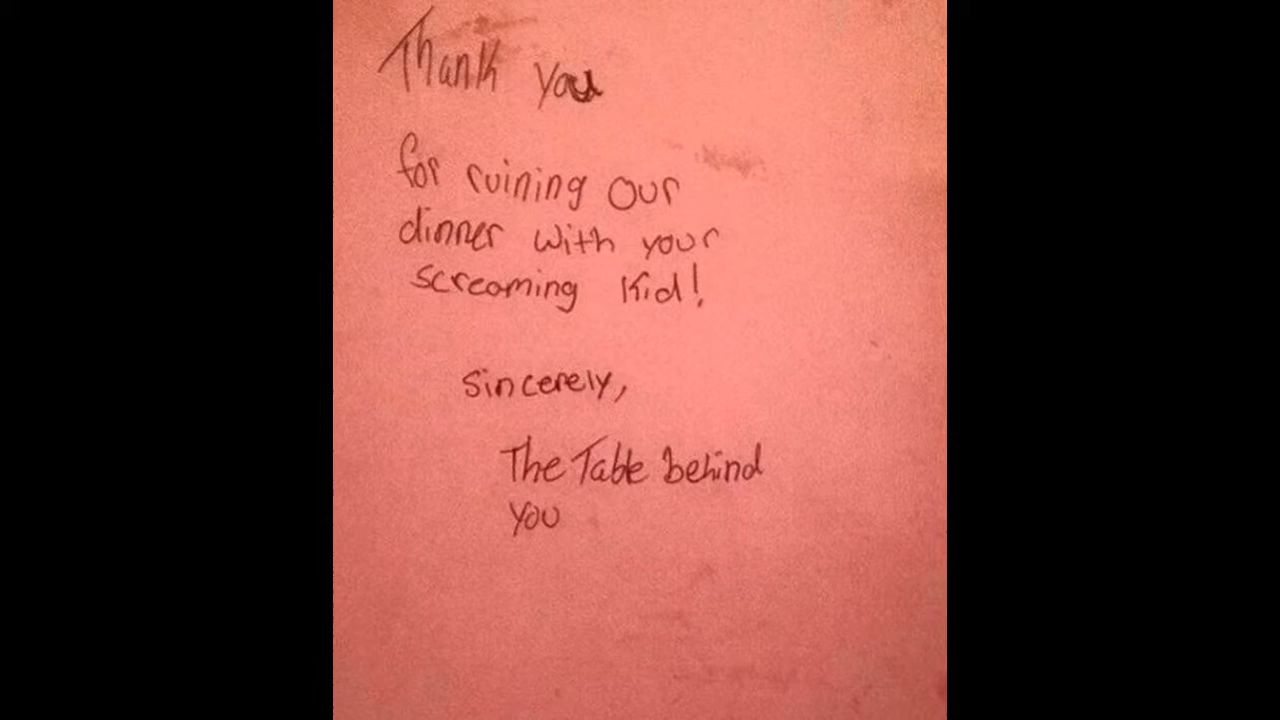 Thank you
for ruining our
dinner with your
screaming kid!
Sincerely,
The Table behind
you